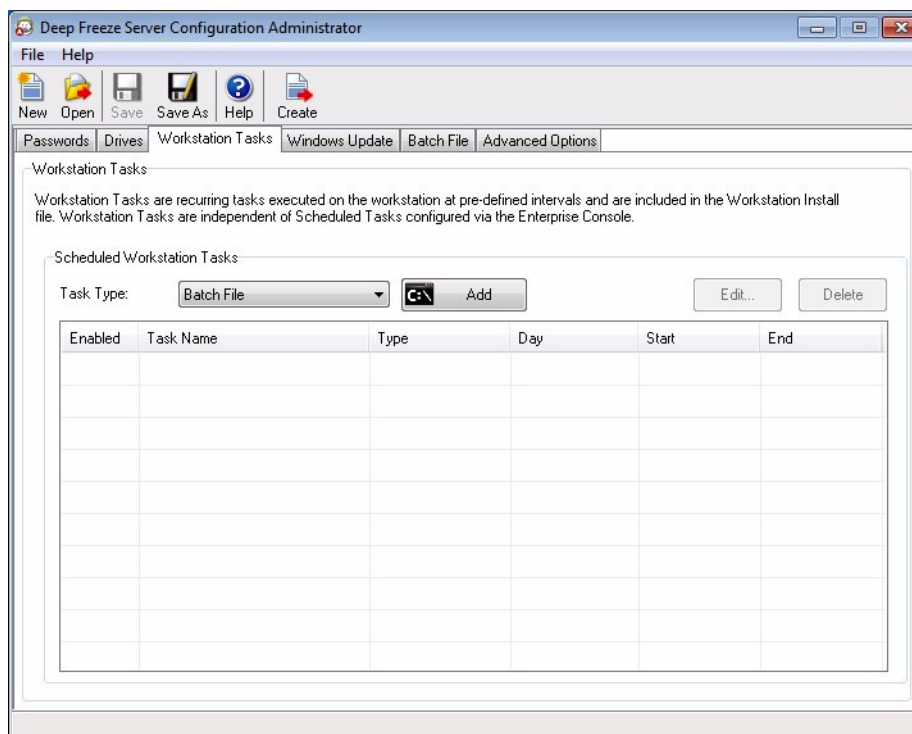 Deep Freeze Server Configuration Administrator
File Help
New Open Save Save As Help Create
Passwords Drives Workstation Tasks Windows Update Batch File Advanced Options
Workstation Tasks
Workstation Tasks are recurring tasks executed on the workstation at pre-defined intervals and are included in the Workstation Install
file. Workstation Tasks are independent of Scheduled Tasks configured via the Enterprise Console.
Scheduled Workstation Tasks
Task Type: Batch File C:\ Add Edit... Delete
Enabled Task Name Type Day Start End